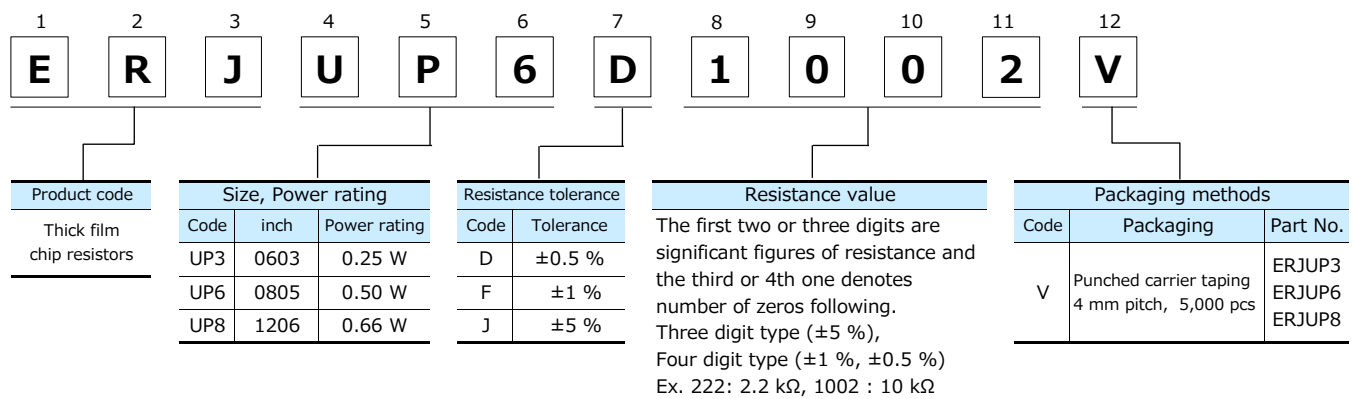 1 2 3 4 5 6 7 8 9 10 11 12
E R J U P 6 D 1 0 0 2 V
Product code
Thick film
chip resistors
Size, Power rating
Code inch Power rating
UP3 0603 0.25 W
UP6 0805 0.50 W
UP8 1206 0.66 W
Resistance tolerance
Code Tolerance
D ±0.5 %
F ±1 %
J ±5 %
Resistance value
The first two or three digits are
significant figures of resistance and
the third or 4th one denotes
number of zeros following.
Three digit type (±5 %),
Four digit type (±1 %, ±0.5 %)
Ex. 222: 2.2 kΩ, 1002 : 10 kΩ
Packaging methods
Code Packaging Part No.
V
Punched carrier taping
4 mm pitch, 5,000 pcs
ERJUP3
ERJUP6
ERJUP8